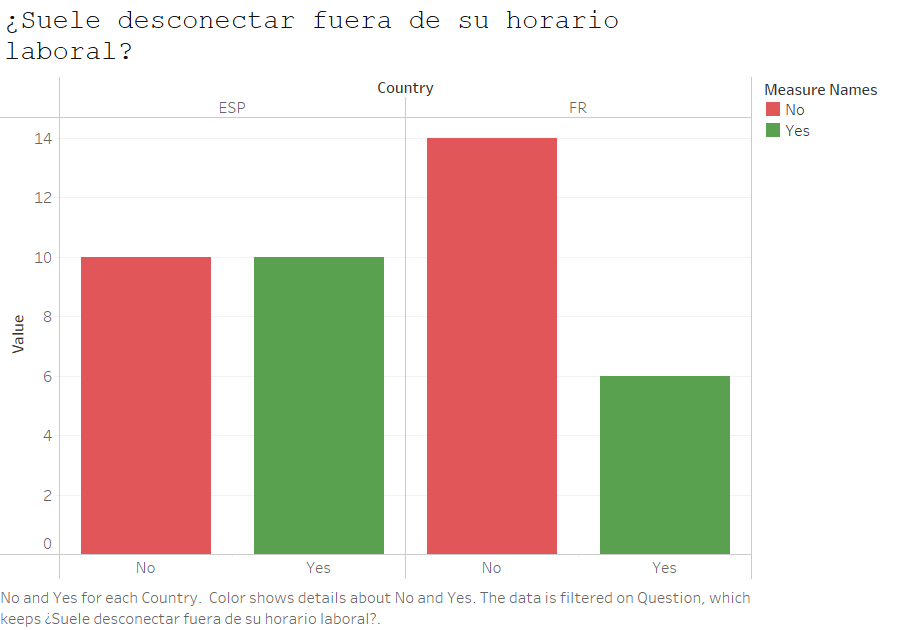 ¿Suele desconectar fuera de su horario
laboral?
Country
ESP
FR
Measure Names
No
Yes
Value
14
12
10
8
6
4
2
0
No
Yes
No
Yes
No and Yes for each Country.  Color shows details about No and Yes. The data is filtered on Question, which
keeps ¿Suele desconectar fuera de su horario laboral?.